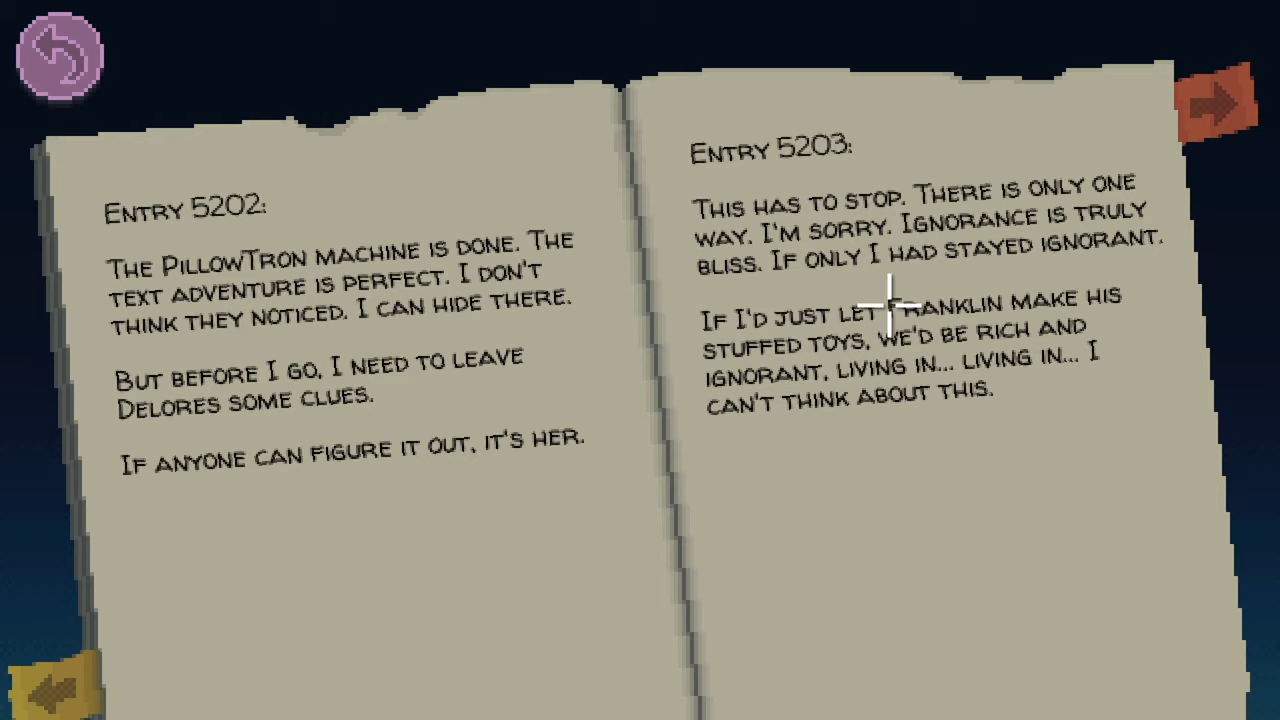 Entry 5202:
The PillowTron machine is done. The
text adventure is perfect. I don't
think they noticed. I can hide there.
But before I go, I need to leave
Delores some clues.
If anyone can figure it out, it's her.
Entry 5203:
This has to stop. There is only one
way. I'm sorry. Ignorance is truly
bliss. If only I had stayed ignorant.
If I'd just let Franklin make his
stuffed toys, we'd be rich and
ignorant, living in... living in... I
can't think about this.